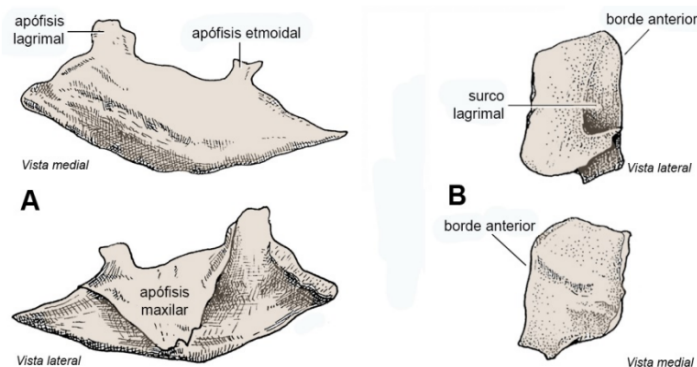 apófisis
lagrimal
apófisis etmoidal
Vista medial
A
apófisis
maxilar
Vista lateral
borde anterior
surco
lagrimal
Vista lateral
B
borde anterior
Vista medial